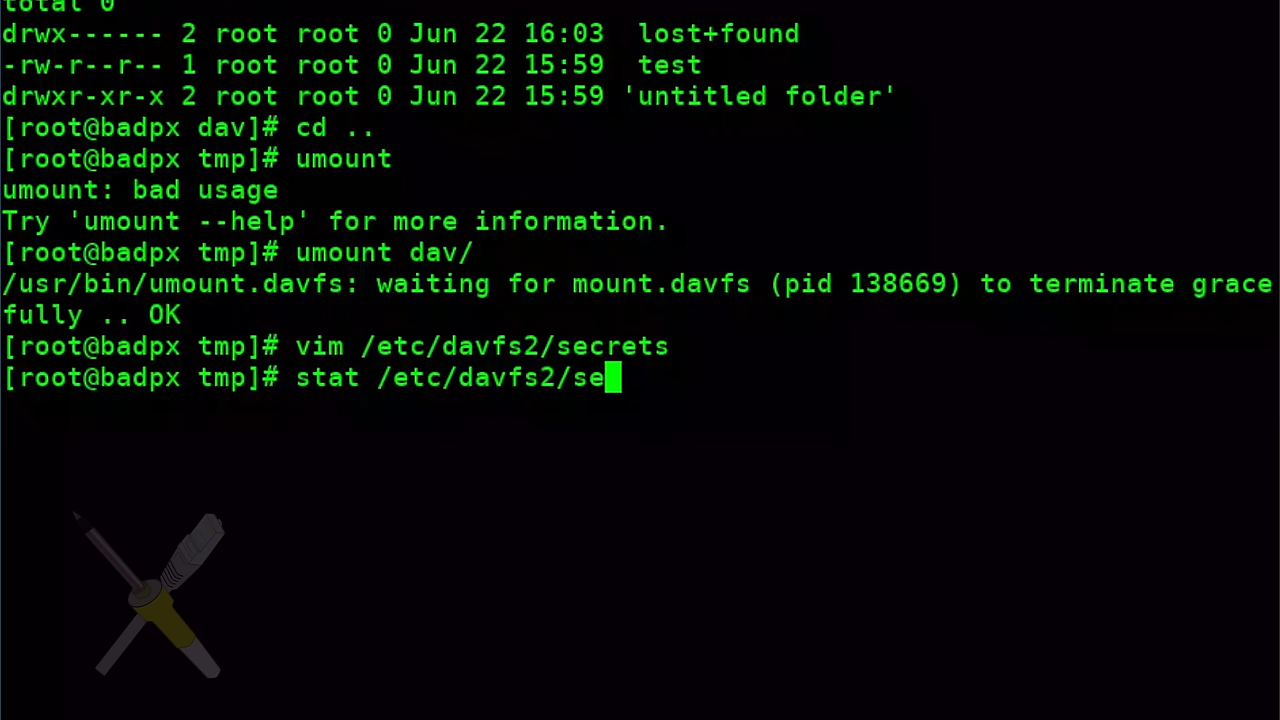 total 0
drwx------ 2 root root 0 Jun 22 16:03  lost+found
-rw-r--r-- 1 root root 0 Jun 22 15:59  test
drwxr-xr-x 2 root root 0 Jun 22 15:59 'untitled folder'
[root@badpx dav]# cd ..
[root@badpx tmp]# umount
umount: bad usage
Try 'umount --help' for more information.
[root@badpx tmp]# umount dav/
/usr/bin/umount.davfs: waiting for mount.davfs (pid 138669) to terminate grace
fully .. OK
[root@badpx tmp]# vim /etc/davfs2/secrets
[root@badpx tmp]# stat /etc/davfs2/se